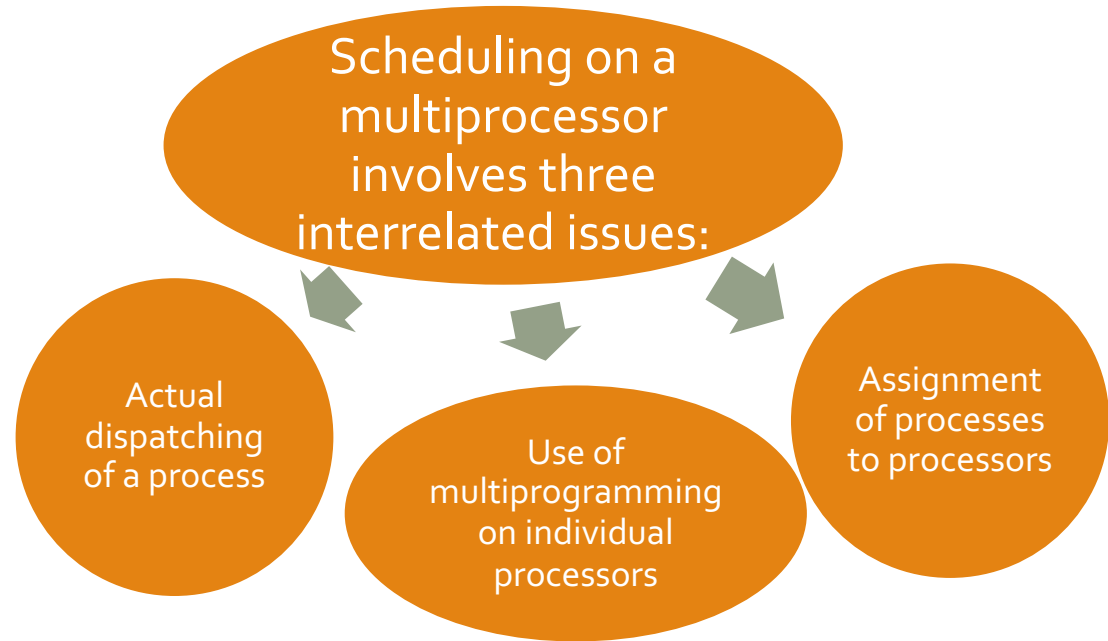 Scheduling on a
multiprocessor
involves three
interrelated issues:
Actual
dispatching
of a process
Use of
multiprogramming
on individual
processors
Assignment
of processes
to processors